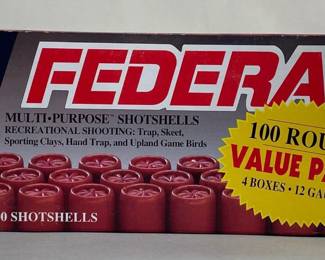 FEDERA
MULTI•PURPOSE™ SHOTSHELLS
RECREATIONAL SHOOTING: Trap, Skeet,
Sporting Clays, Hand Trap, and Upland Game Birds
100 ROU
VALUE PA
4 BOXES • 12 GA
0 SHOTSHELLS